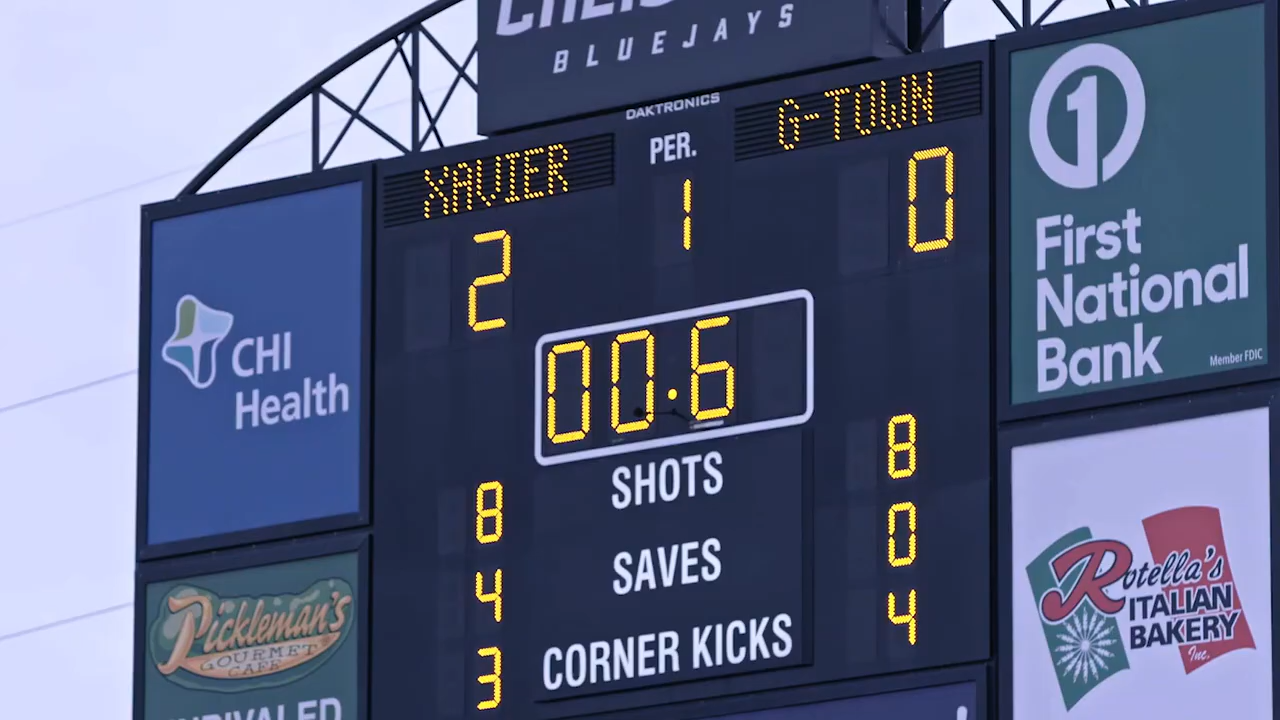 BLUEJAYS
DAKTRONICS
XAVIER
PER.
G-TOWN
2
1
0
00.6
8 SHOTS 8
4 SAVES 0
3 CORNER KICKS 4
CHI
Health
Pickleman's
GOURMET
CAFE
1
First
National
Bank
Member FDIC
Rotella's
ITALIAN
BAKERY
Inc.